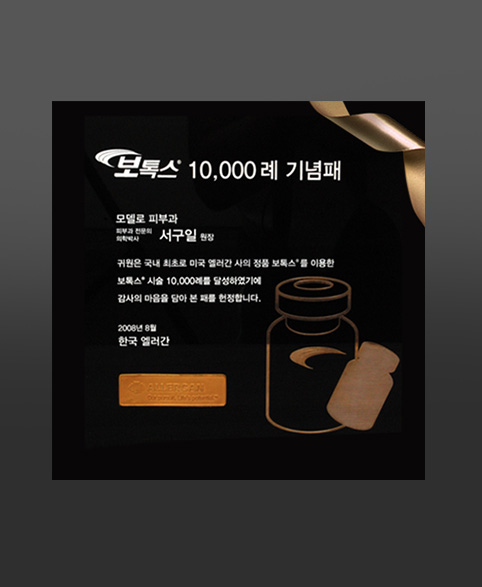 보톡스® 10,000례 기념패
모델로 피부과
피부과 전문의
의학박사 서구일 원장
귀원은 국내 최초로 미국 엘러간 사의 정품 보톡스®를 이용한
보톡스® 시술 10,000례를 달성하였기에
감사의 마음을 담아 본 패를 헌정합니다.
2008년 8월
한국 엘러간
ALLERGAN